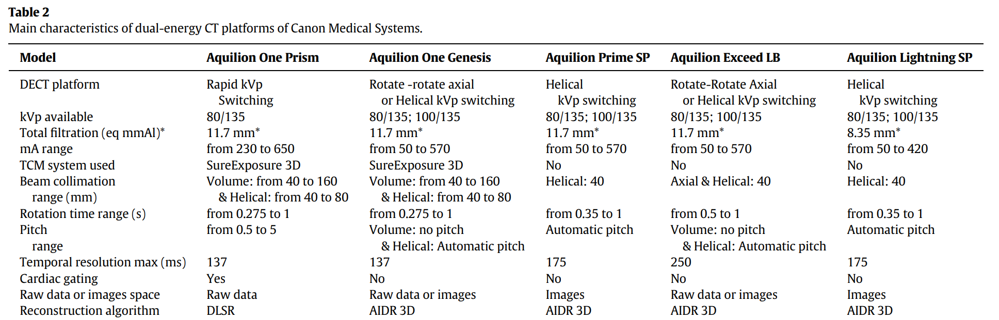 Table 2
Main characteristics of dual-energy CT platforms of Canon Medical Systems.
Model Aquilion One Prism Aquilion One Genesis Aquilion Prime SP Aquilion Exceed LB Aquilion Lightning SP
DECT platform Rapid kVp Rotate -rotate axial Helical Rotate-Rotate Axial Helical
Switching or Helical kVp switching kVp switching or Helical kVp switching kVp switching
kVp available 80/135 80/135; 100/135 80/135; 100/135 80/135; 100/135 80/135; 100/135
Total filtration (eq mmAl)* 11.7 mm* 11.7 mm* 11.7 mm* 11.7 mm* 8.35 mm*
mA range from 230 to 650 from 50 to 570 from 50 to 570 from 50 to 570 from 50 to 420
TCM system used SureExposure 3D SureExposure 3D No No No
Beam collimation Volume: from 40 to 160 Volume: from 40 to 160 Helical: 40 Axial & Helical: 40 Helical: 40
range (mm) & Helical: from 40 to 80 & Helical: from 40 to 80
Rotation time range (s) from 0.275 to 1 from 0.275 to 1 from 0.35 to 1 from 0.5 to 1 from 0.35 to 1
Pitch from 0.5 to 5 Volume: no pitch Automatic pitch Volume: no pitch Automatic pitch
range & Helical: Automatic pitch & Helical: Automatic pitch
Temporal resolution max (ms) 137 137 175 250 175
Cardiac gating Yes No No No No
Raw data or images space Raw data Raw data or images Images Raw data or images Images
Reconstruction algorithm DLSR AIDR 3D AIDR 3D AIDR 3D AIDR 3D